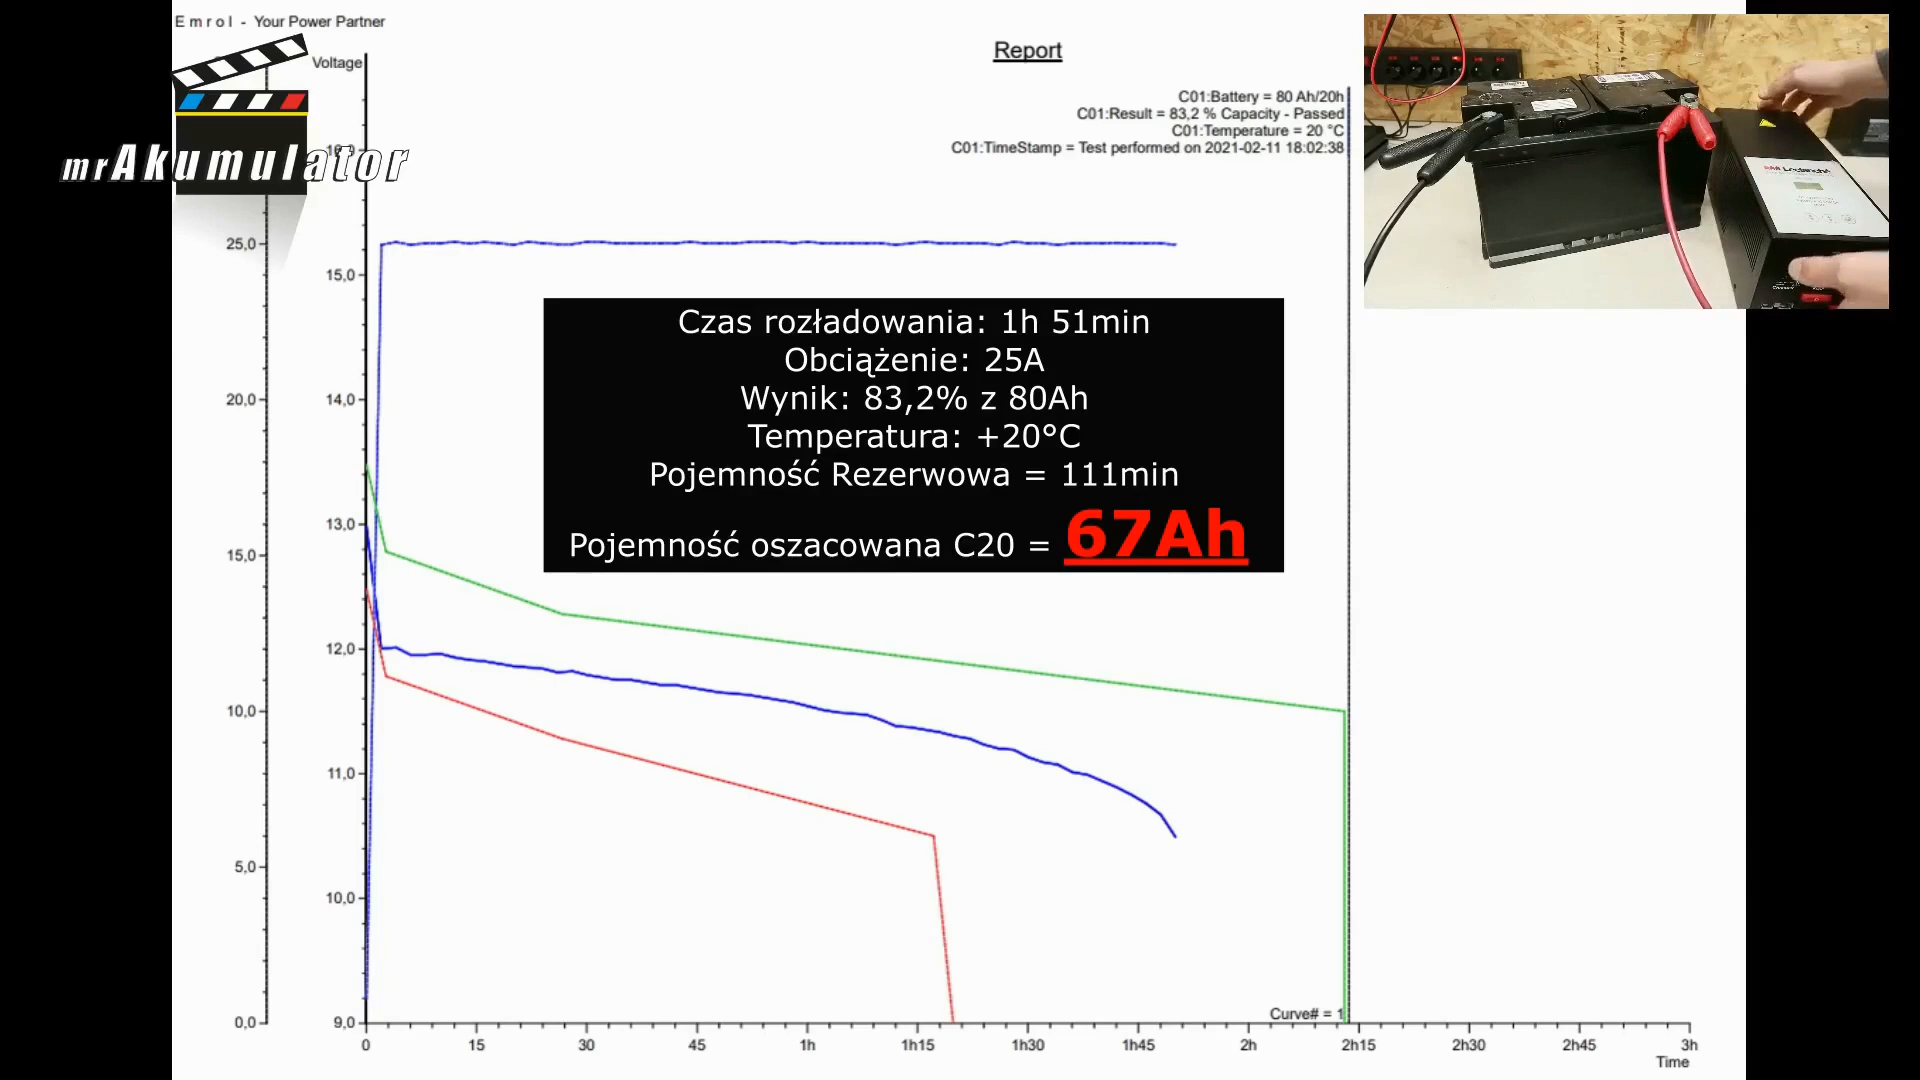 Emrol - Your Power Partner
Report
Voltage
C01:Battery = 80 Ah/20h
C01:Result = 83,2 % Capacity - Passed
C01:Temperature = 20 °C
C01:TimeStamp = Test performed on 2021-02-11 18:02:38
mrAkumulator
25,0
20,0
15,0
10,0
5,0
0,0
15,0
14,0
13,0
12,0
11,0
10,0
9,0
Czas rozładowania: 1h 51min
Obciążenie: 25A
Wynik: 83,2% z 80Ah
Temperatura: +20°C
Pojemność Rezerwowa = 111min
Pojemność oszacowana C20 = 67Ah
Curve# = 1
0 15 30 45 1h 1h15 1h30 1h45 2h 2h15 2h30 2h45 3h
Time